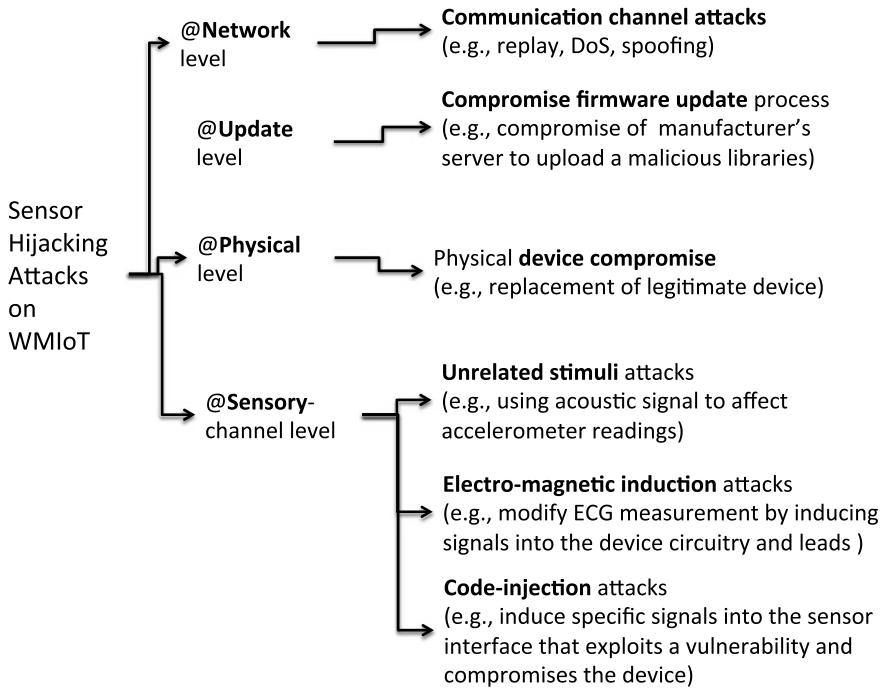 Sensor
Hijacking
Attacks
on
WMIoT
@Network
level
Communication channel attacks
(e.g., replay, DoS, spoofing)
@Update
level
Compromise firmware update process
(e.g., compromise of manufacturer's
server to upload a malicious libraries)
@Physical
level
Physical device compromise
(e.g., replacement of legitimate device)
@Sensory-
channel level
Unrelated stimuli attacks
(e.g., using acoustic signal to affect
accelerometer readings)
Electro-magnetic induction attacks
(e.g., modify ECG measurement by inducing
signals into the device circuitry and leads )
Code-injection attacks
(e.g., induce specific signals into the sensor
interface that exploits a vulnerability and
compromises the device)